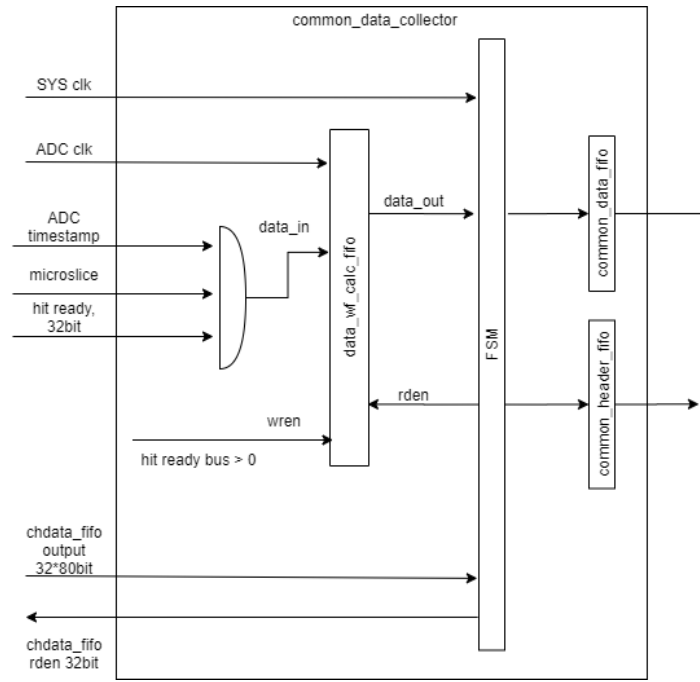 common_data_collector
SYS clk
ADC clk
ADC
timestamp
microslice
hit ready,
32bit
data_in
data_wf_calc_fifo
data_out
FSM
common_data_fifo
rden
common_header_fifo
wren
hit ready bus > 0
chdata_fifo
output
32*80bit
chdata_fifo
rden 32bit